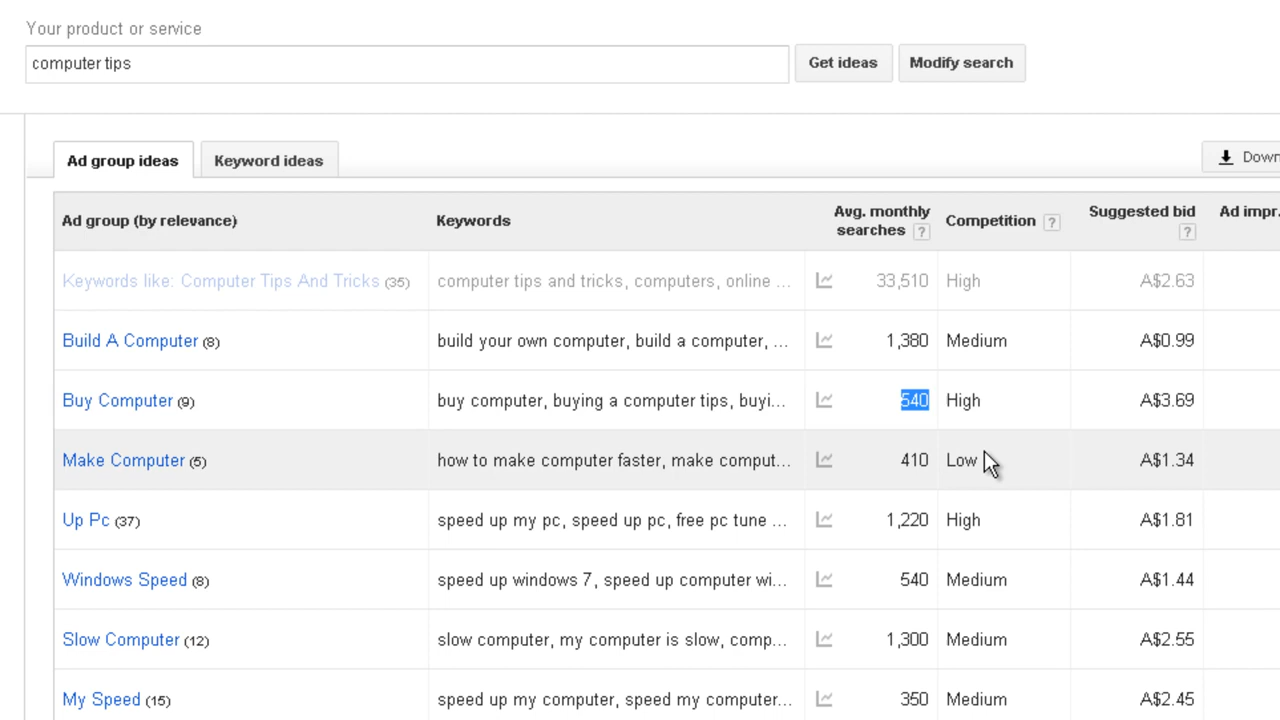 Your product or service
computer tips Get ideas Modify search
Ad group ideas Keyword ideas Down
Ad group (by relevance) Keywords Avg. monthly searches ? Competition ? Suggested bid ? Ad impr.
Keywords like: Computer Tips And Tricks (35) computer tips and tricks, computers, online ... 33,510 High A$2.63
Build A Computer (8) build your own computer, build a computer, ... 1,380 Medium A$0.99
Buy Computer (9) buy computer, buying a computer tips, buyi... 540 High A$3.69
Make Computer (5) how to make computer faster, make comput... 410 Low A$1.34
Up Pc (37) speed up my pc, speed up pc, free pc tune ... 1,220 High A$1.81
Windows Speed (8) speed up windows 7, speed up computer wi... 540 Medium A$1.44
Slow Computer (12) slow computer, my computer is slow, comp... 1,300 Medium A$2.55
My Speed (15) speed up my computer, speed my computer... 350 Medium A$2.45